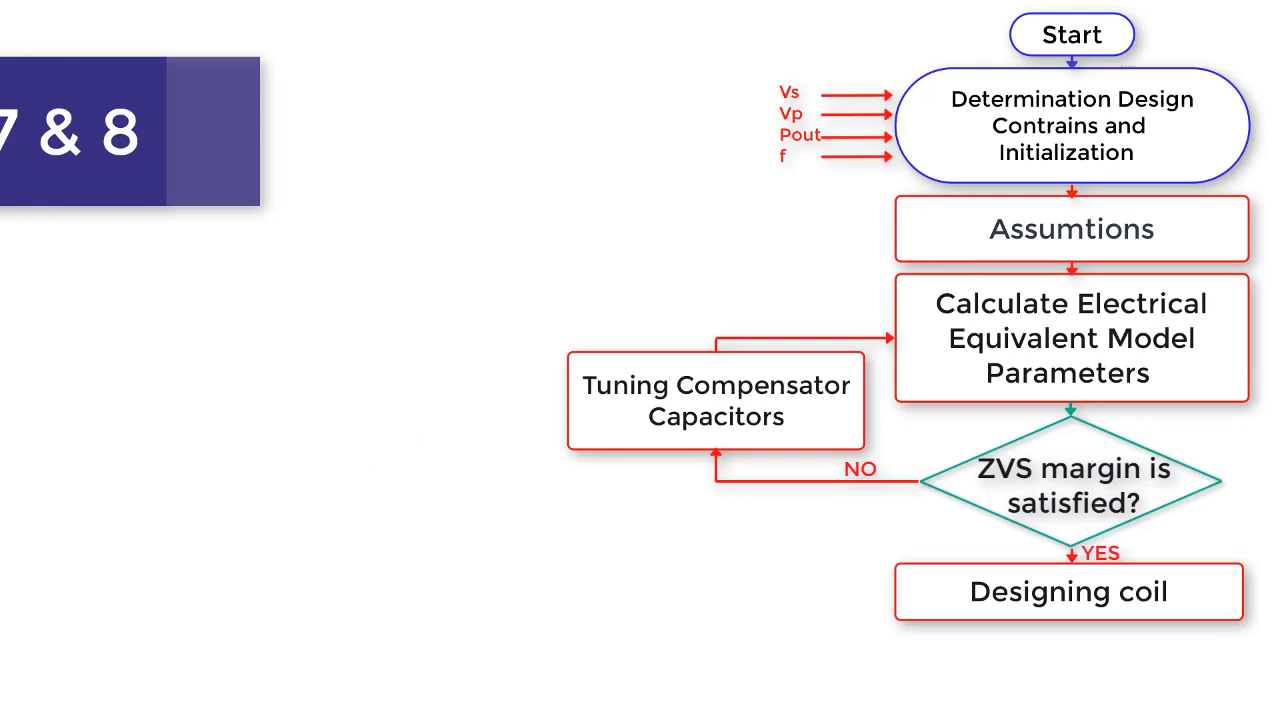 7 & 8
Start
Vs
Vp
Pout
f
Determination Design
Contrains and
Initialization
Assumtions
Calculate Electrical
Equivalent Model
Parameters
Tuning Compensator
Capacitors
NO
ZVS margin is
satisfied?
YES
Designing coil